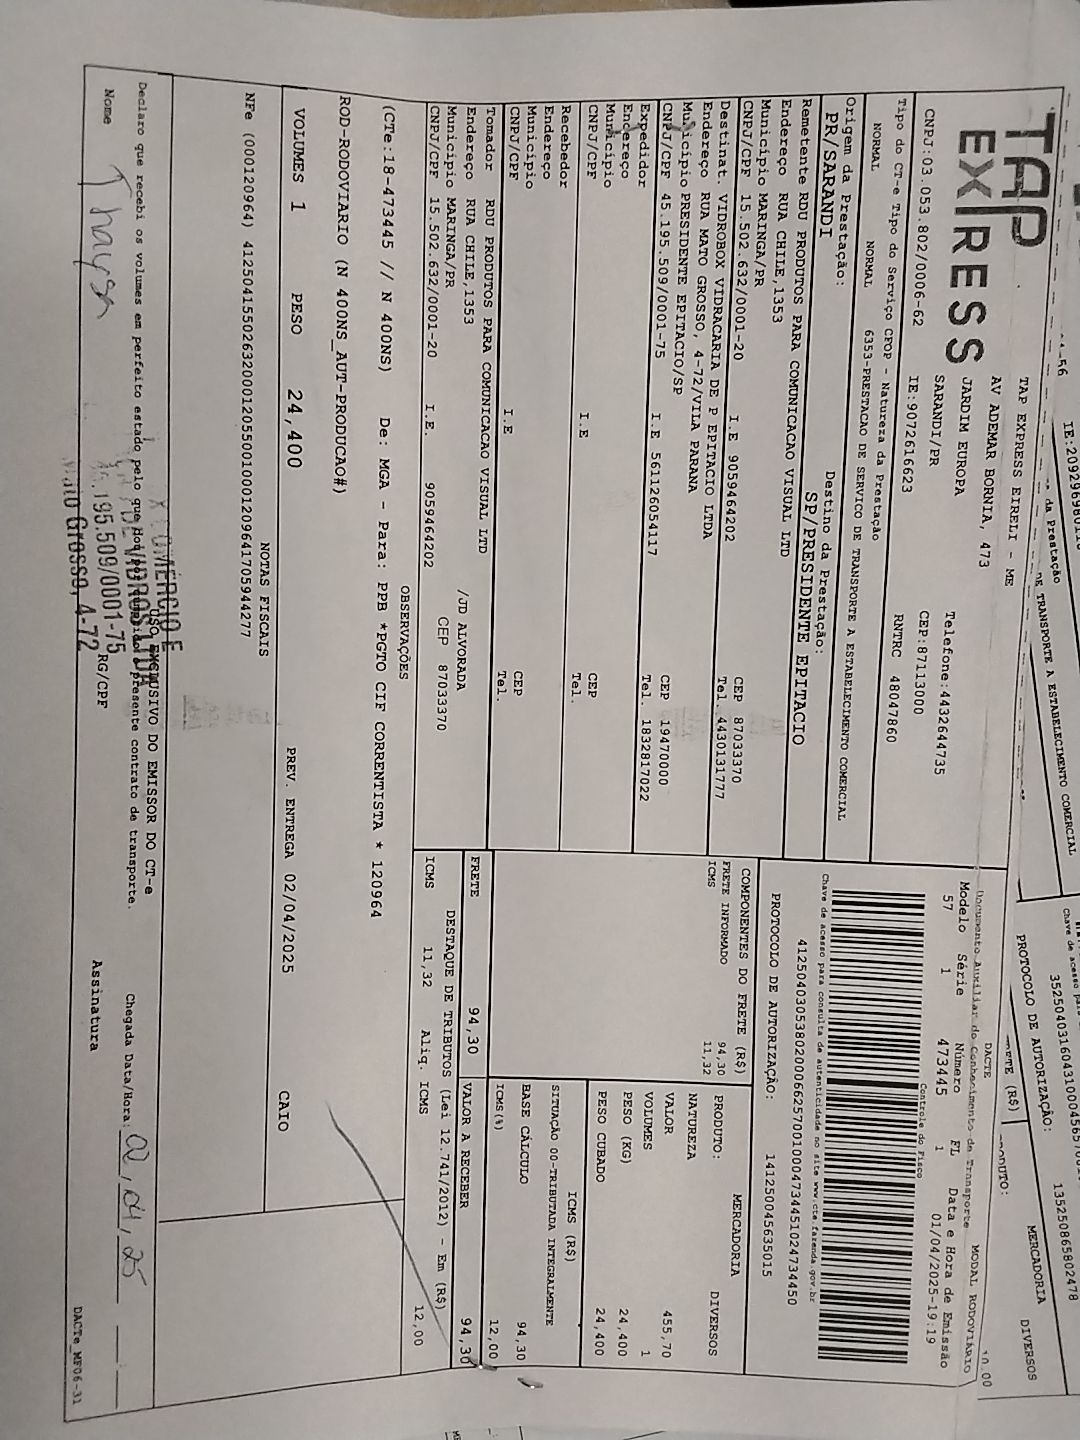 TAP
EXPRESS
TAP EXPRESS EIRELI - ME
AV ADEMAR BORNIA, 473
JARDIM EUROPA
SARANDI/PR
CNPJ:03.053.802/0006-62
IE:9072616623
Telefone:4432644735
CEP:87113000
RNTRC 48047860
Tipo do CT-e Tipo do Serviço CFOP - Natureza da Prestação
NORMAL NORMAL 6353-PRESTACAO DE SERVICO DE TRANSPORTE A ESTABELECIMENTO COMERCIAL
Origem da Prestação: Destino da Prestação:
PR/SARANDI SP/PRESIDENTE EPITACIO
Remetente RDU PRODUTOS PARA COMUNICACAO VISUAL LTD
Endereço RUA CHILE,1353
Município MARINGA/PR CEP 87033370
CNPJ/CPF 15.502.632/0001-20 I.E 9059464202 Tel. 4430131777
Destinat. VIDROBOX VIDRACARIA DE P EPITACIO LTDA
Endereço RUA MATO GROSSO, 4-72/VILA PARANA
Município PRESIDENTE EPITACIO/SP CEP 19470000
CNPJ/CPF 45.195.509/0001-75 I.E 561126054117 Tel. 1832817022
Expedidor
Endereço
Município CEP
CNPJ/CPF I.E Tel.
Recebedor
Endereço
Município CEP
CNPJ/CPF I.E Tel.
Tomador RDU PRODUTOS PARA COMUNICACAO VISUAL LTD
Endereço RUA CHILE,1353 /JD ALVORADA
Município MARINGA/PR CEP 87033370
CNPJ/CPF 15.502.632/0001-20 I.E. 9059464202
OBSERVAÇÕES
(CTe:18-473445 // N 400NS) De: MGA - Para: PPB *PGTO CIF CORRENTISTA * 120964
ROD-RODOVIARIO (N 400NS_AUT-PRODUCAO#)
VOLUMES 1 PESO 24,400 PREV. ENTREGA 02/04/2025 CAIO
NOTAS FISCAIS
NFe (000120964) 41250415502632000120550010001209641705944277
USO EXCLUSIVO DO EMISSOR DO CT-e
Declaro que recebi os volumes em perfeito estado pelo que presente contrato de transporte.
Chegada Data/Hora: 02/04/25
Nome Thaysa RG/CPF Assinatura
X COMERCIO E
DE VIDROS LTDA
45.195.509/0001-75
Mato Grosso, 4-72
DACTe_MF06-31
DACTE
Documento Auxiliar do Conhecimento de Transporte MODAL RODOVIÁRIO
Modelo Série Número FL Data e Hora de Emissão
57 1 473445 1 01/04/2025-19:19
Controle do Fisco
Chave de acesso para consulta de autenticidade no site www.cte.fazenda.gov.br
41250403053802000662570010004734451024734450
PROTOCOLO DE AUTORIZAÇÃO: 141250045635015
COMPONENTES DO FRETE (R$)
FRETE INFORMADO 94,30
ICMS 11,32
PRODUTO: MERCADORIA
NATUREZA DIVERSOS
VALOR 455,70
VOLUMES 1
PESO (KG) 24,400
PESO CUBADO 24,400
ICMS (R$)
SITUAÇÃO 00-TRIBUTADA INTEGRALMENTE
BASE CÁLCULO 94,30
ICMS(%) 12,00
FRETE 94,30 VALOR A RECEBER 94,30
DESTAQUE DE TRIBUTOS (Lei 12.741/2012) - Em (R$)
ICMS 11,32 Aliq. ICMS 12,00
da Prestação
DE TRANSPORTE A ESTABELECIMENTO COMERCIAL
PROTOCOLO DE AUTORIZAÇÃO: 135250865802478
MERCADORIA
DIVERSOS
10,00